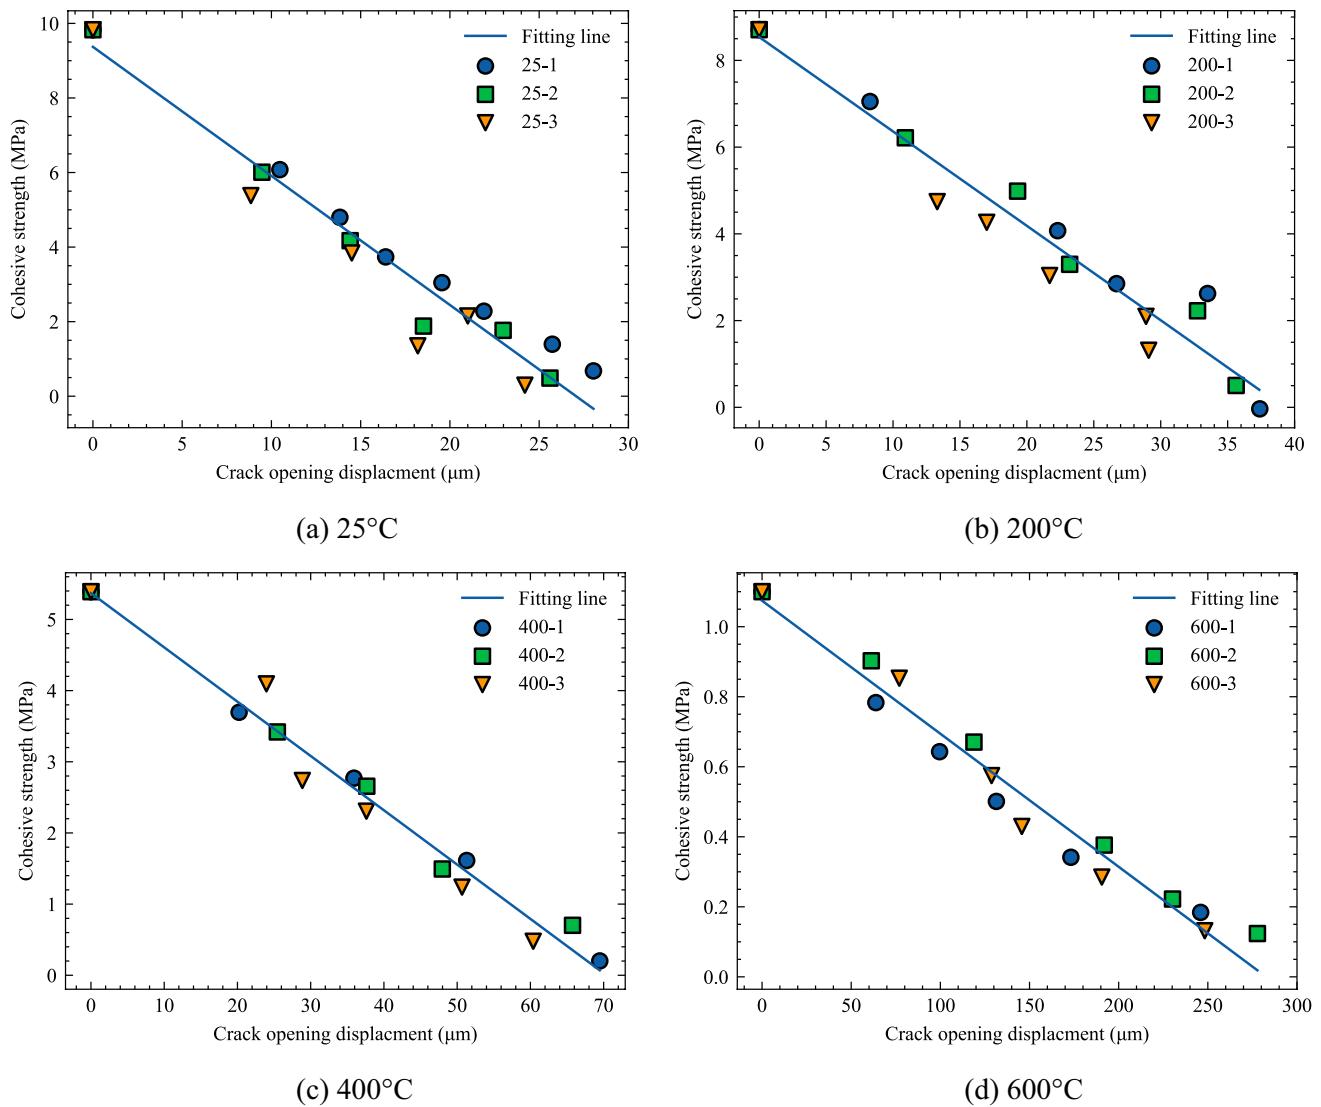 Fitting line
25-1
25-2
25-3
Cohesive strength (MPa)
10
8
6
4
2
0
0 5 10 15 20 25 30
Crack opening displacment (μm)
(a) 25°C
Fitting line
200-1
200-2
200-3
Cohesive strength (MPa)
8
6
4
2
0
0 5 10 15 20 25 30 35 40
Crack opening displacment (μm)
(b) 200°C
Fitting line
400-1
400-2
400-3
Cohesive strength (MPa)
5
4
3
2
1
0
0 10 20 30 40 50 60 70
Crack opening displacment (μm)
(c) 400°C
Fitting line
600-1
600-2
600-3
Cohesive strength (MPa)
1.0
0.8
0.6
0.4
0.2
0.0
0 50 100 150 200 250 300
Crack opening displacment (μm)
(d) 600°C